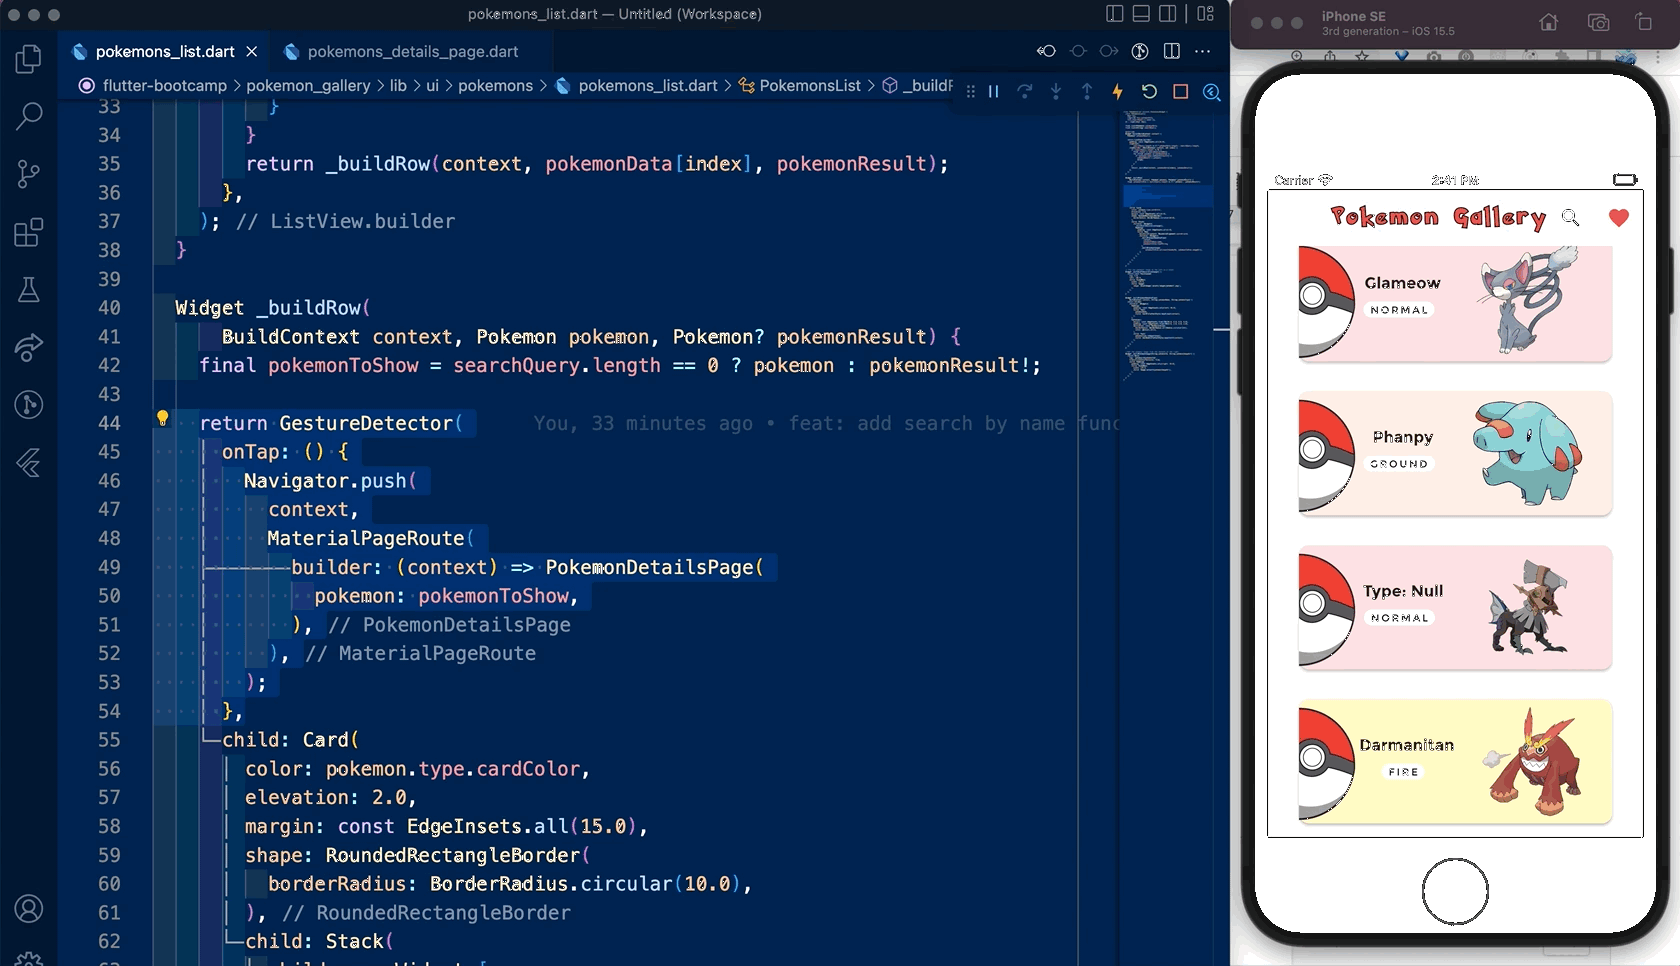 pokemons_list.dart — Untitled (Workspace)
pokemons_list.dart
pokemons_details_page.dart
flutter-bootcamp > pokemon_gallery > lib > ui > pokemons > pokemons_list.dart > PokemonsList > _buildR
33 }
34 }
35 return _buildRow(context, pokemonData[index], pokemonResult);
36 },
37 ); // ListView.builder
38 }
39
40 Widget _buildRow(
41 BuildContext context, Pokemon pokemon, Pokemon? pokemonResult) {
42 final pokemonToShow = searchQuery.length == 0 ? pokemon : pokemonResult!;
43
44 return GestureDetector( You, 33 minutes ago • feat: add search by name func
45 onTap: () {
46 Navigator.push(
47 context,
48 MaterialPageRoute(
49 builder: (context) => PokemonDetailsPage(
50 pokemon: pokemonToShow,
51 ), // PokemonDetailsPage
52 ), // MaterialPageRoute
53 );
54 },
55 child: Card(
56 color: pokemon.type.cardColor,
57 elevation: 2.0,
58 margin: const EdgeInsets.all(15.0),
59 shape: RoundedRectangleBorder(
60 borderRadius: BorderRadius.circular(10.0),
61 ), // RoundedRectangleBorder
62 child: Stack(
iPhone SE
3rd generation – iOS 15.5
Carrier
2:41 PM
Pokemon Gallery
Glameow
NORMAL
Phanpy
GROUND
Type: Null
NORMAL
Darmanitan
FIRE